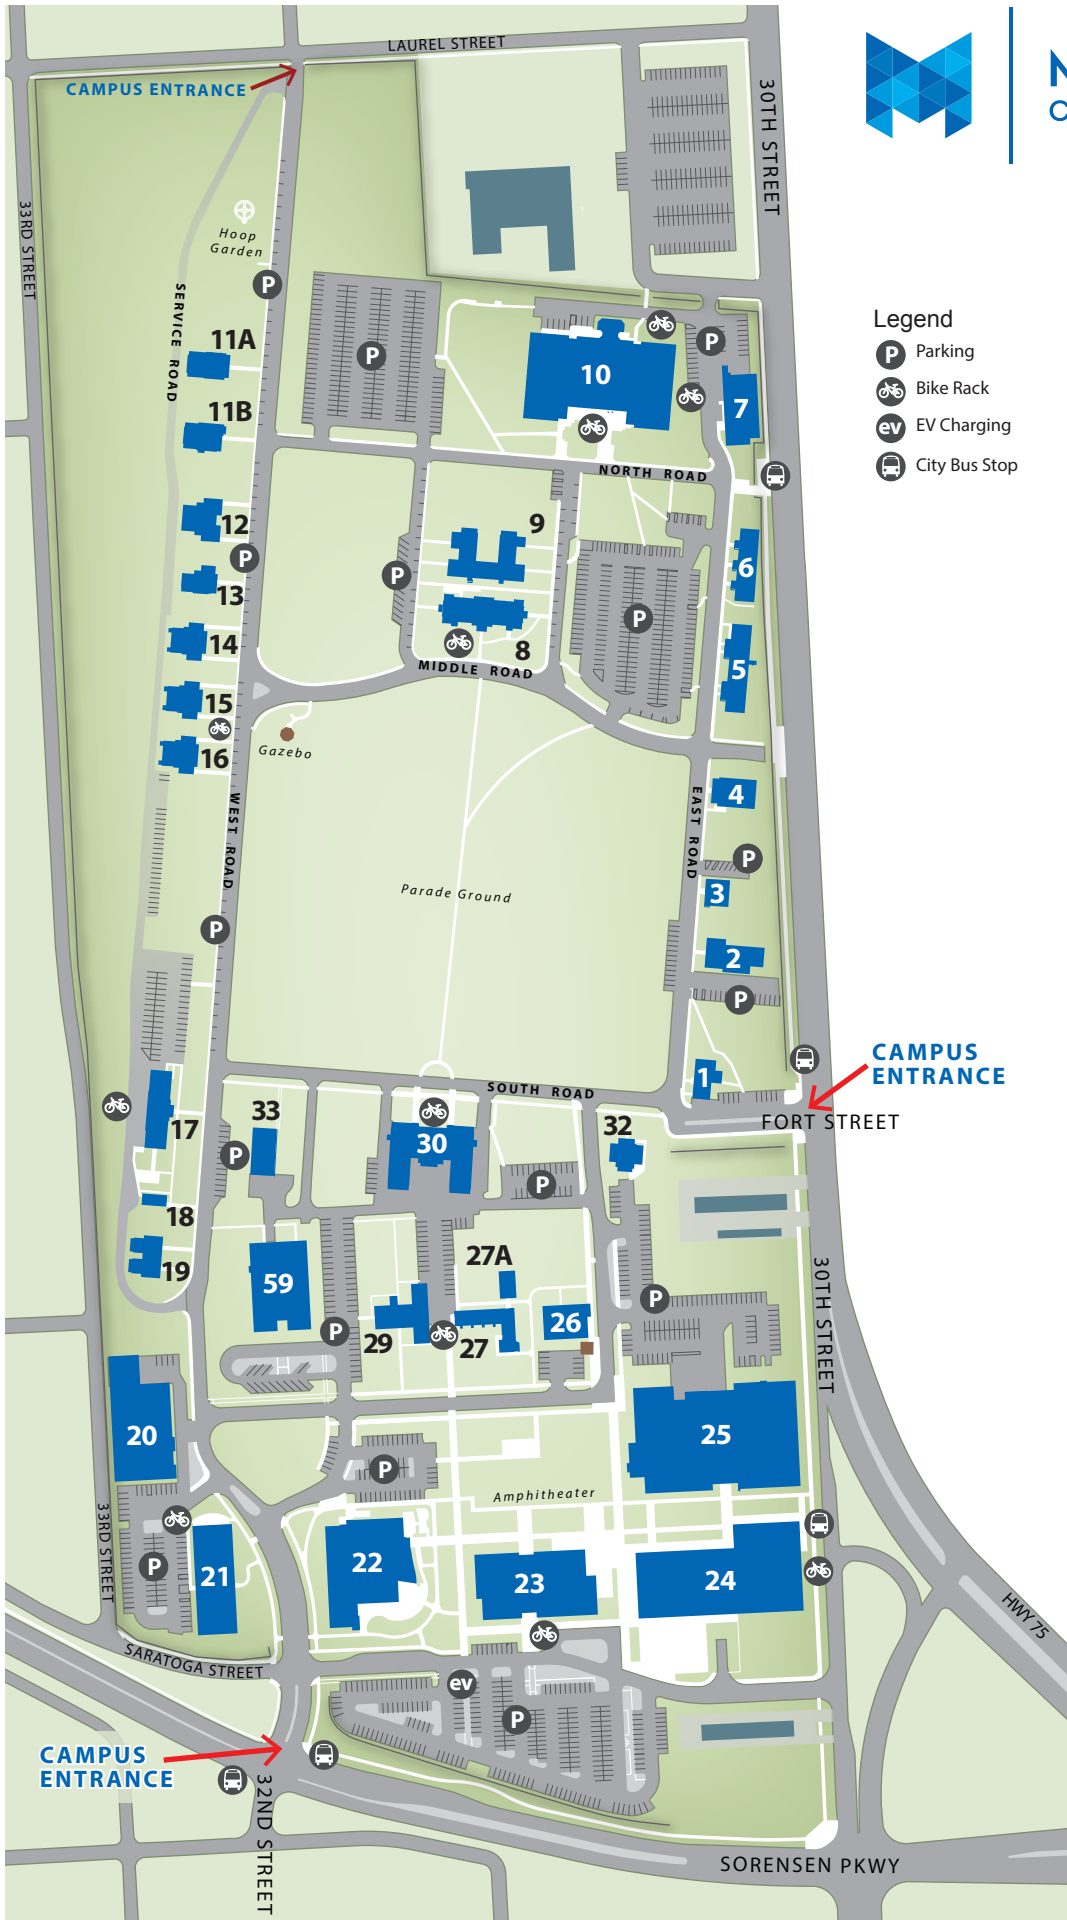 LAUREL STREET
CAMPUS ENTRANCE
30TH STREET
33RD STREET
Hoop
Garden
SERVICE ROAD
P
Legend
P Parking
Bike Rack
ev EV Charging
City Bus Stop
11A
P
10
P
7
11B
NORTH ROAD
12
9
P
P
6
13
P
14
8
5
MIDDLE ROAD
15
Gazebo
16
WEST ROAD
EAST ROAD
4
P
Parade Ground
3
P
2
P
CAMPUS
ENTRANCE
1
SOUTH ROAD
FORT STREET
17
33
30
32
P
P
18
19
59
27A
30TH STREET
P
P
29
27
26
20
25
P
Amphitheater
33RD STREET
P
21
22
23
24
HWY 75
SARATOGA STREET
ev
P
CAMPUS
ENTRANCE
32ND STREET
SORENSEN PKWY